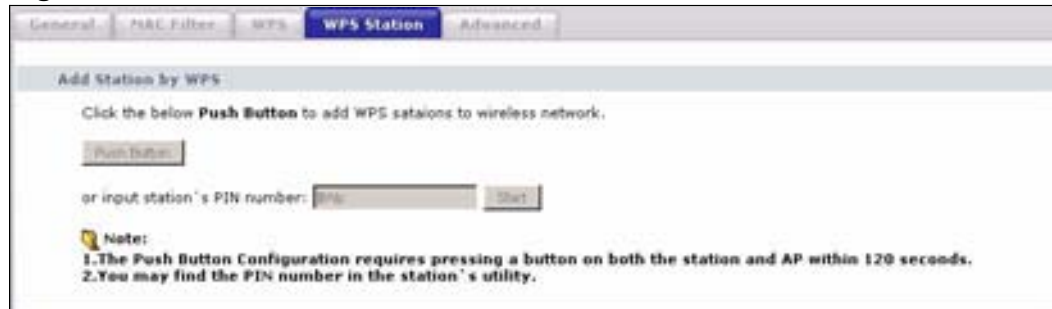 General MAC Filter WPS WPS Station Advanced
Add Station by WPS
Click the below Push Button to add WPS sataions to wireless network.
Push Button
or input station`s PIN number: Start
Note:
1.The Push Button Configuration requires pressing a button on both the station and AP within 120 seconds.
2.You may find the PIN number in the station`s utility.